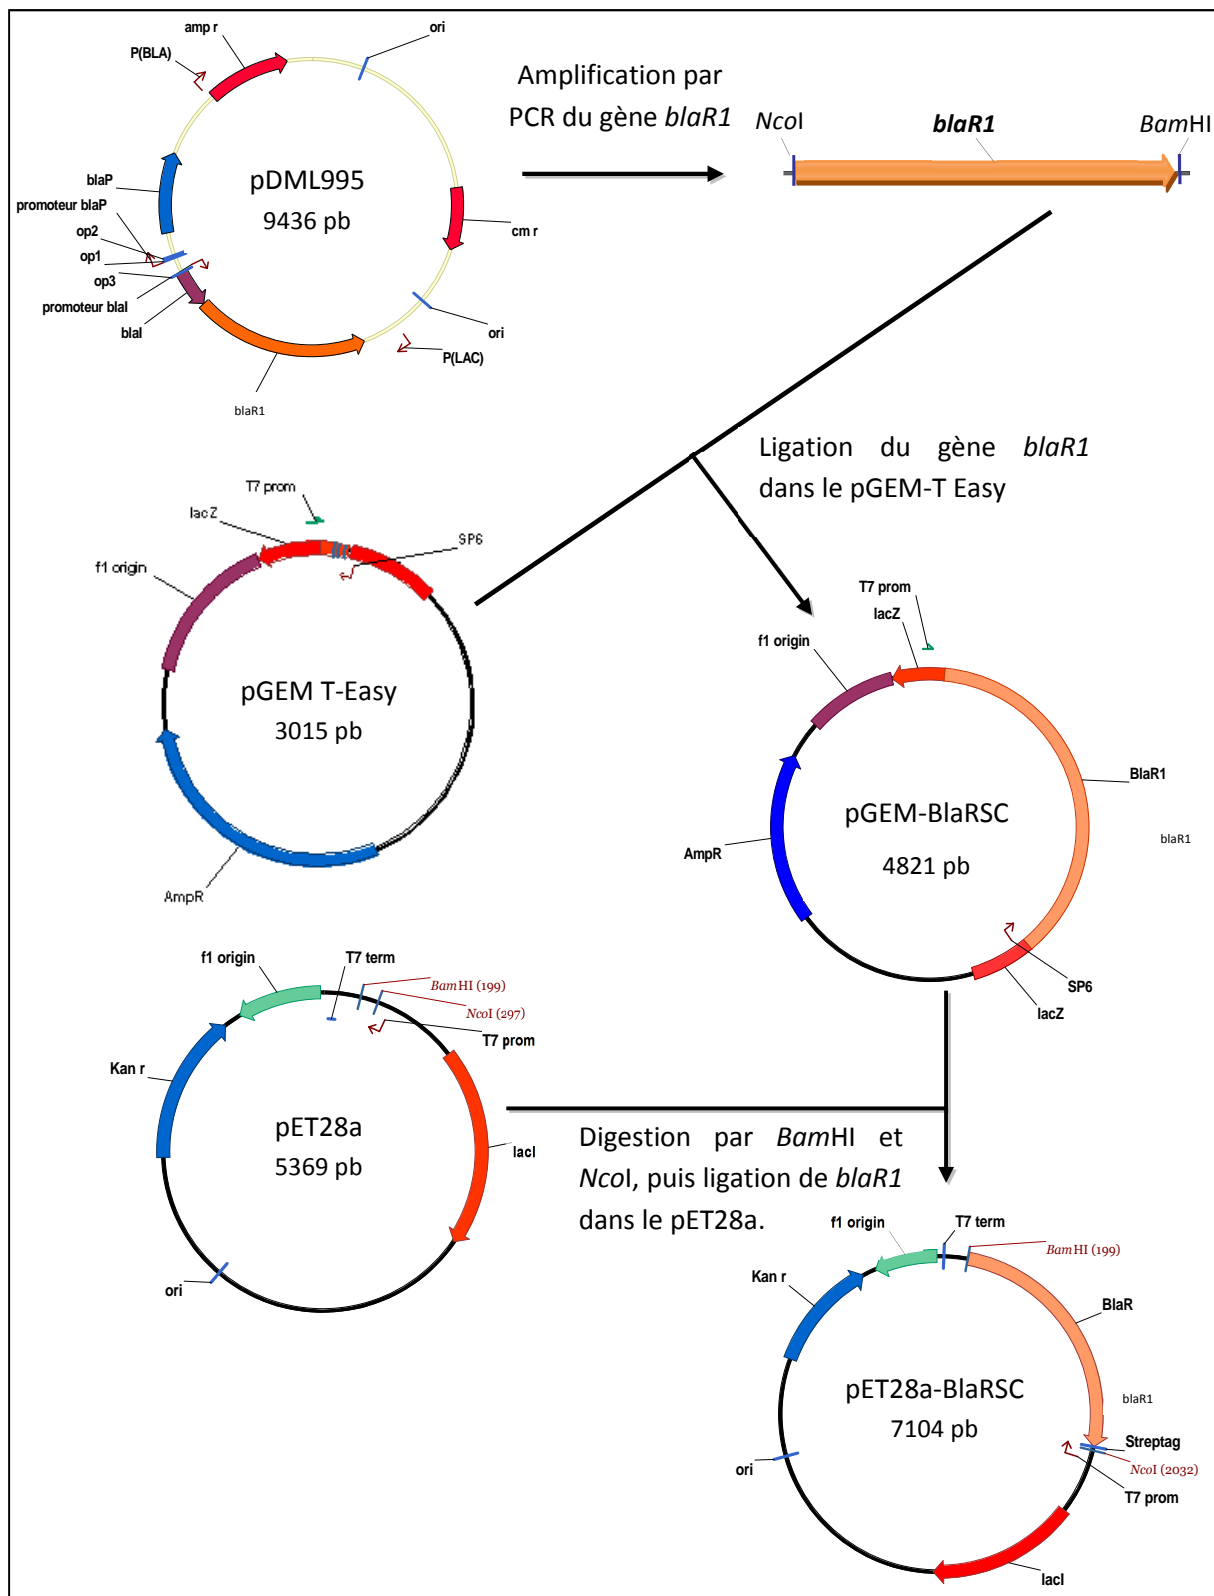 amp r
ori
P(BLA)
Amplification par
PCR du gène blaR1
NcoI
blaR1
BamHI
pDML995
9436 pb
blaP
promoteur blaP
op2
op1
op3
promoteur blaI
blaI
cm r
ori
P(LAC)
blaR1
Ligation du gène blaR1
dans le pGEM-T Easy
T7 prom
lacZ
SP6
f1 origin
pGEM T-Easy
3015 pb
AmpR
T7 prom
lacZ
f1 origin
BlaR1
pGEM-BlaRSC
4821 pb
AmpR
blaR1
SP6
lacZ
f1 origin
T7 term
BamHI (199)
NcoI (297)
T7 prom
Kan r
pET28a
5369 pb
lacI
ori
Digestion par BamHI et
NcoI, puis ligation de blaR1
dans le pET28a.
f1 origin
T7 term
BamHI (199)
Kan r
BlaR
pET28a-BlaRSC
7104 pb
blaR1
Streptag
NcoI (2032)
T7 prom
ori
lacI